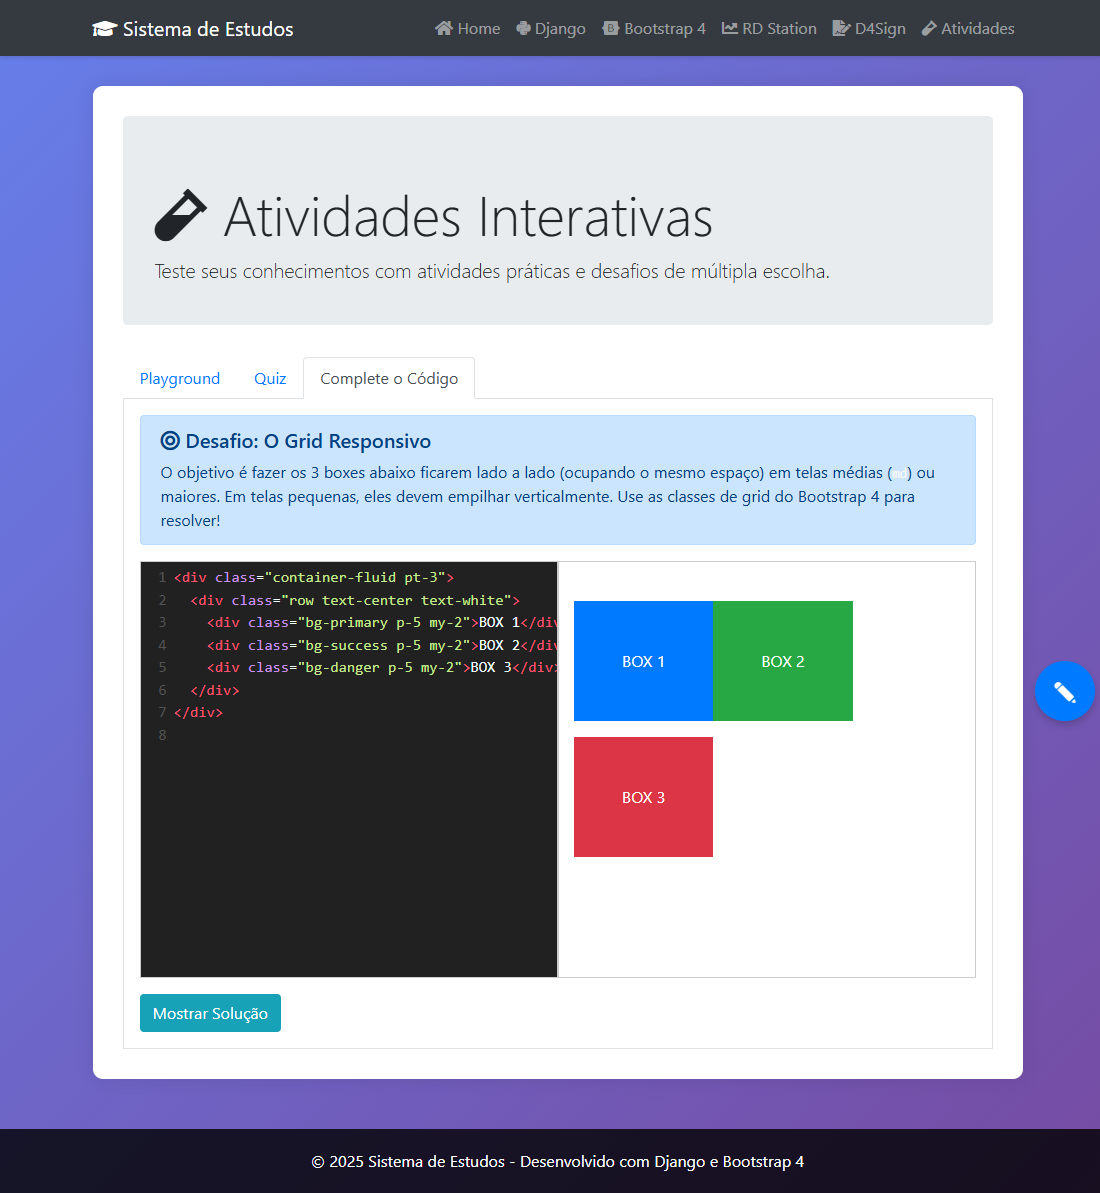 Sistema de Estudos
Home Django Bootstrap 4 RD Station D4Sign Atividades
Atividades Interativas
Teste seus conhecimentos com atividades práticas e desafios de múltipla escolha.
Playground Quiz Complete o Código
Desafio: O Grid Responsivo
O objetivo é fazer os 3 boxes abaixo ficarem lado a lado (ocupando o mesmo espaço) em telas médias (md) ou
maiores. Em telas pequenas, eles devem empilhar verticalmente. Use as classes de grid do Bootstrap 4 para
resolver!
1 <div class="container-fluid pt-3">
2 <div class="row text-center text-white">
3 <div class="bg-primary p-5 my-2">BOX 1</div
4 <div class="bg-success p-5 my-2">BOX 2</div
5 <div class="bg-danger p-5 my-2">BOX 3</div>
6 </div>
7 </div>
8
BOX 1
BOX 2
BOX 3
Mostrar Solução
© 2025 Sistema de Estudos - Desenvolvido com Django e Bootstrap 4